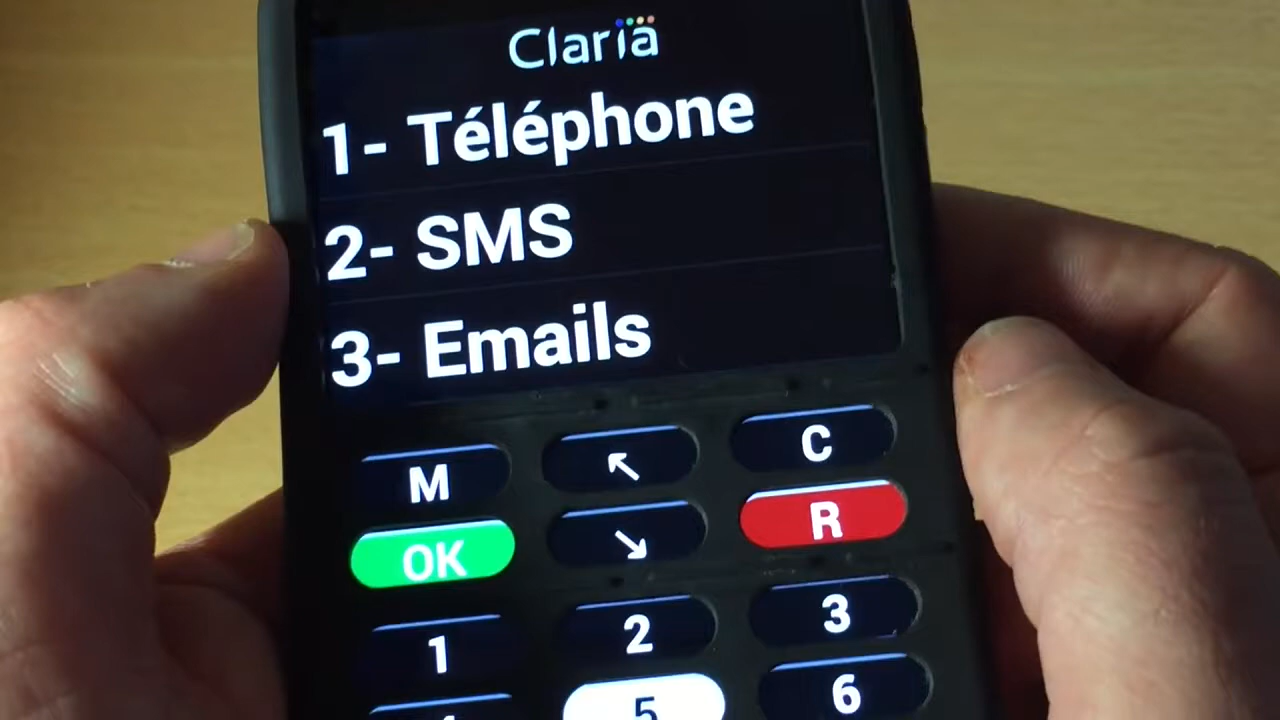 Claria
1- Téléphone
2- SMS
3- Emails
M ↖ C
OK ↘ R
1 2 3
5 6